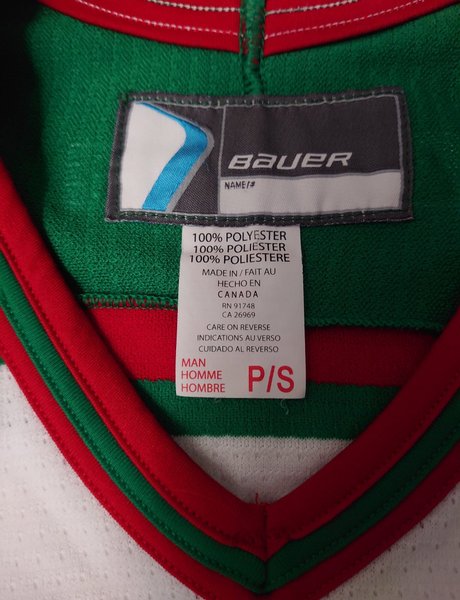 BAUER
NAME/#
100% POLYESTER
100% POLIESTER
100% POLIESTERE
MADE IN / FAIT AU
HECHO EN
CANADA
RN 91748
CA 26969
CARE ON REVERSE
INDICATIONS AU VERSO
CUIDADO AL REVERSO
MAN
HOMME
HOMBRE P/S